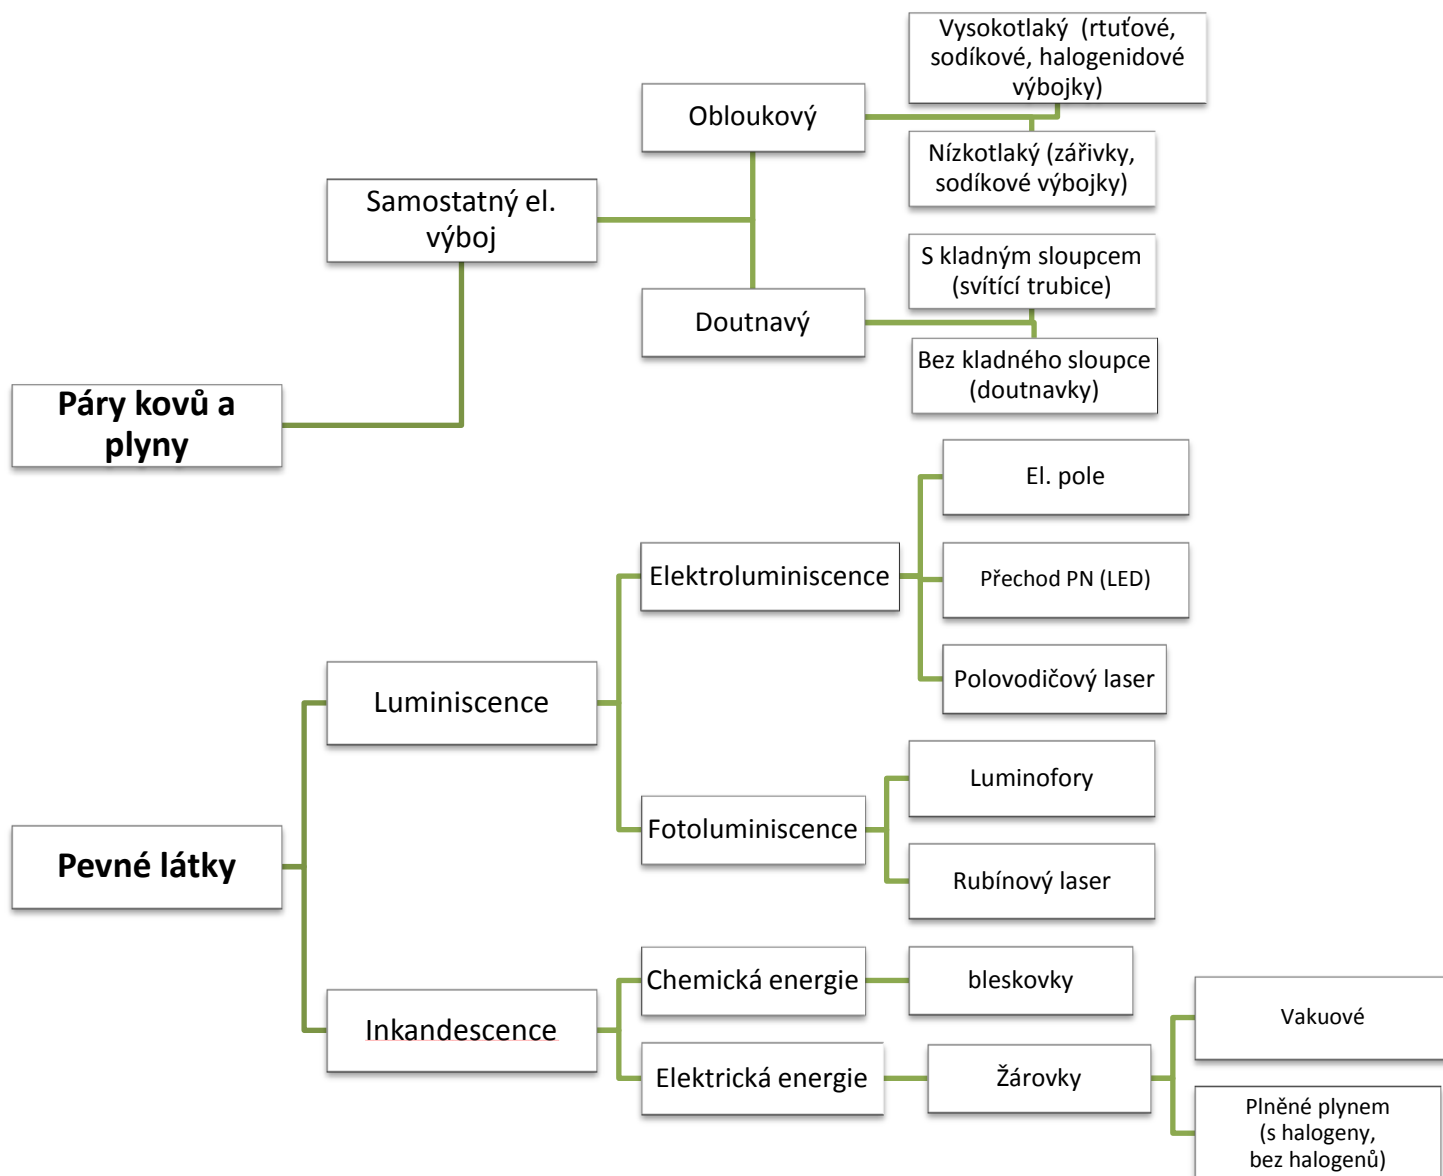 Vysokotlaký (rtuťové,
sodíkové, halogenidové
výbojky)
Obloukový
Nízkotlaký (zářivky,
sodíkové výbojky)
Samostatný el.
výboj
S kladným sloupcem
(svítící trubice)
Doutnavý
Bez kladného sloupce
(doutnavky)
Páry kovů a
plyny
El. pole
Elektroluminiscence
Přechod PN (LED)
Polovodičový laser
Luminiscence
Luminofory
Fotoluminiscence
Rubínový laser
Pevné látky
Chemická energie
bleskovky
Inkandescence
Vakuové
Elektrická energie
Žárovky
Plněné plynem
(s halogeny,
bez halogenů)